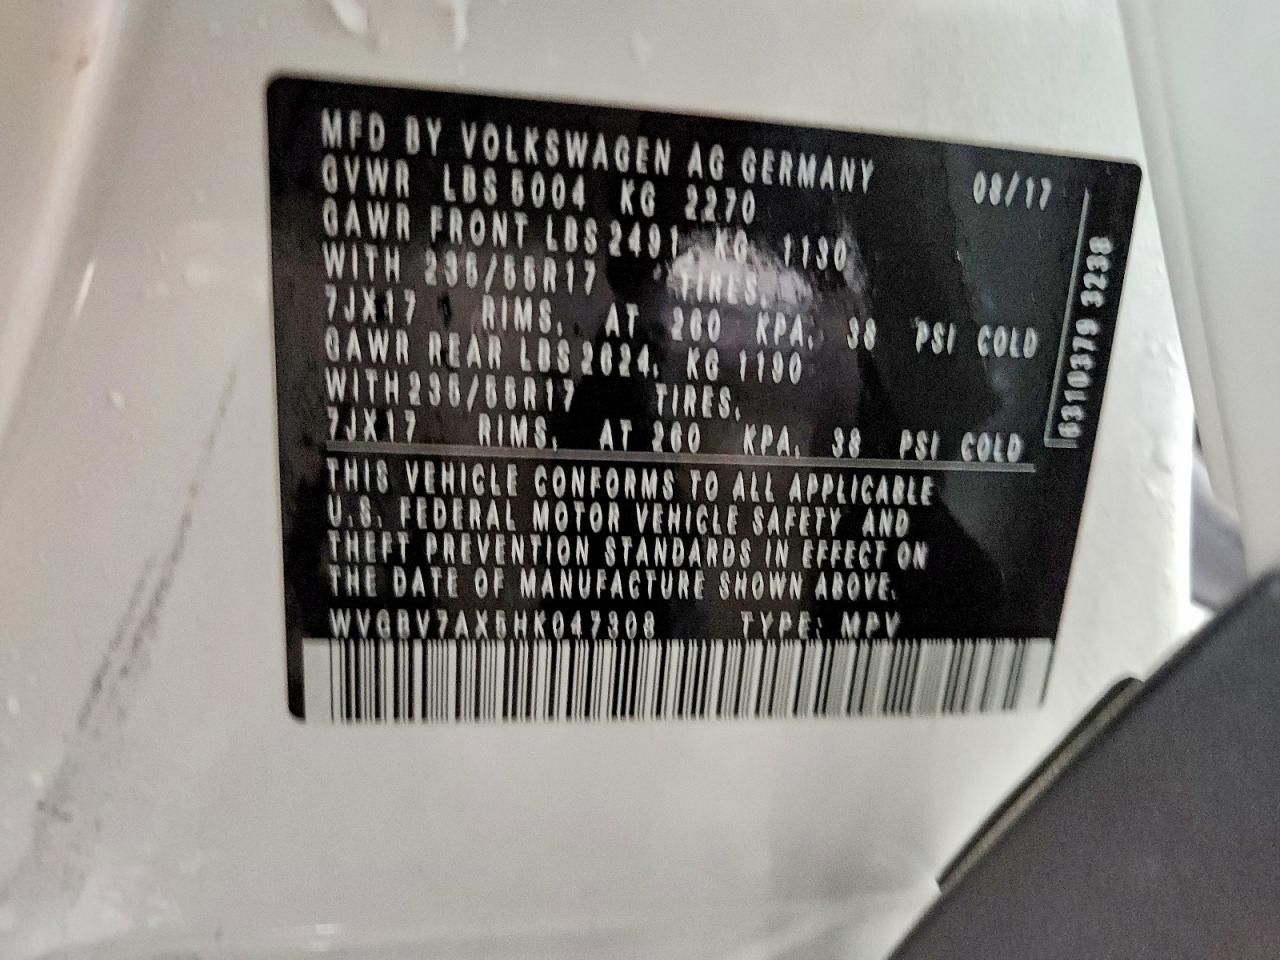 MFD BY VOLKSWAGEN AG GERMANY 08/17
GVWR LBS 5004 KG 2270
GAWR FRONT LBS 2491, KG 1130
WITH 235/55R17 TIRES,
7JX17 RIMS, AT 260 KPA, 38 PSI COLD
GAWR REAR LBS 2624, KG 1190
WITH 235/55R17 TIRES,
7JX17 RIMS, AT 260 KPA, 38 PSI COLD
THIS VEHICLE CONFORMS TO ALL APPLICABLE
U.S. FEDERAL MOTOR VEHICLE SAFETY AND
THEFT PREVENTION STANDARDS IN EFFECT ON
THE DATE OF MANUFACTURE SHOWN ABOVE.
WVGBV7AX5HK047308 TYPE: MPV
6310379 3238